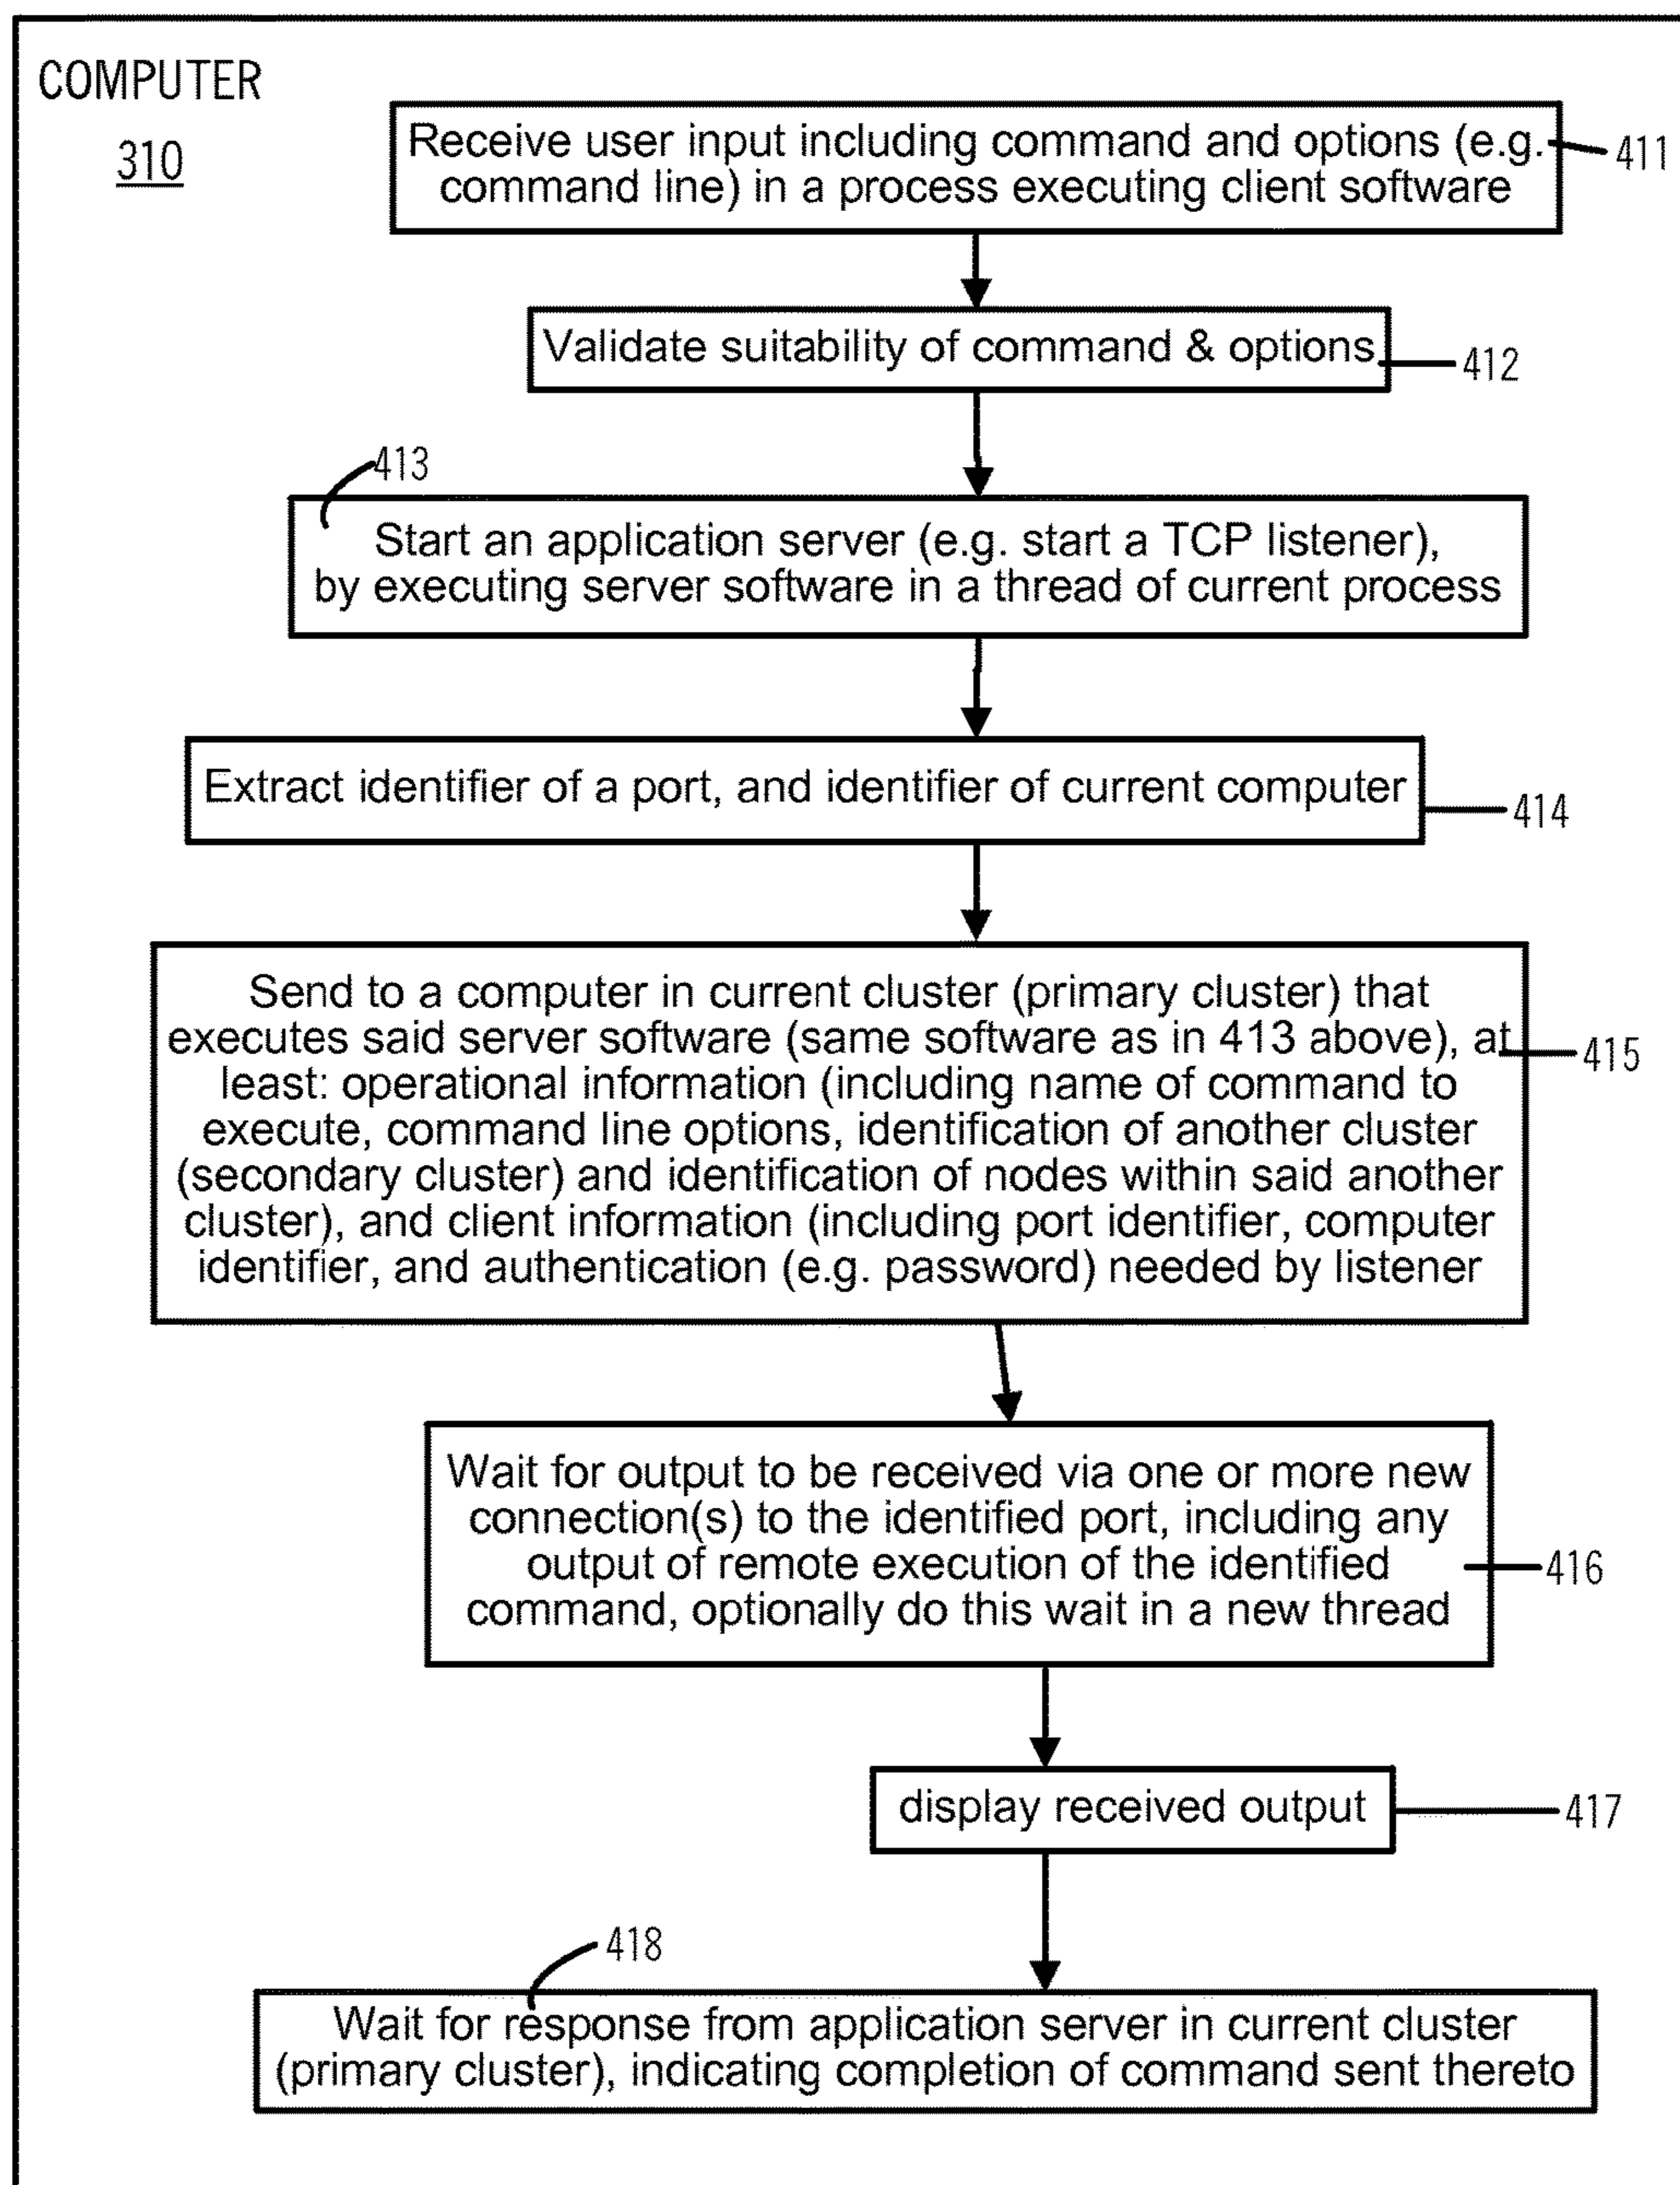 COMPUTER
310
Receive user input including command and options (e.g.
command line) in a process executing client software
411
Validate suitability of command & options
412
413
Start an application server (e.g. start a TCP listener),
by executing server software in a thread of current process
Extract identifier of a port, and identifier of current computer
414
Send to a computer in current cluster (primary cluster) that
executes said server software (same software as in 413 above), at
least: operational information (including name of command to
execute, command line options, identification of another cluster
(secondary cluster) and identification of nodes within said another
cluster), and client information (including port identifier, computer
identifier, and authentication (e.g. password) needed by listener
415
Wait for output to be received via one or more new
connection(s) to the identified port, including any
output of remote execution of the identified
command, optionally do this wait in a new thread
416
display received output
417
418
Wait for response from application server in current cluster
(primary cluster), indicating completion of command sent thereto